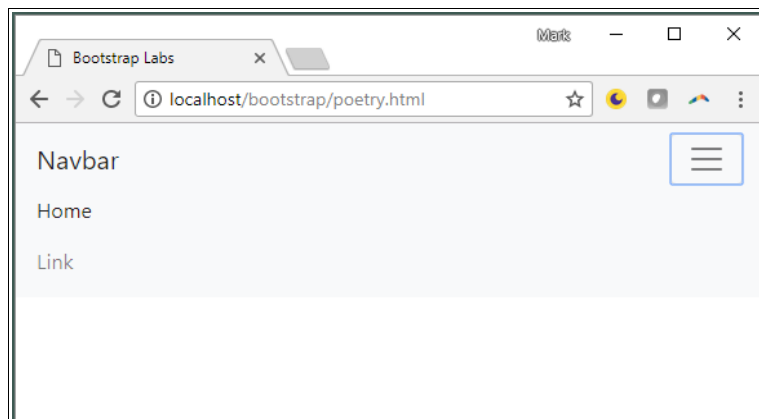 Mark
Bootstrap Labs
localhost/bootstrap/poetry.html
Navbar
Home
Link